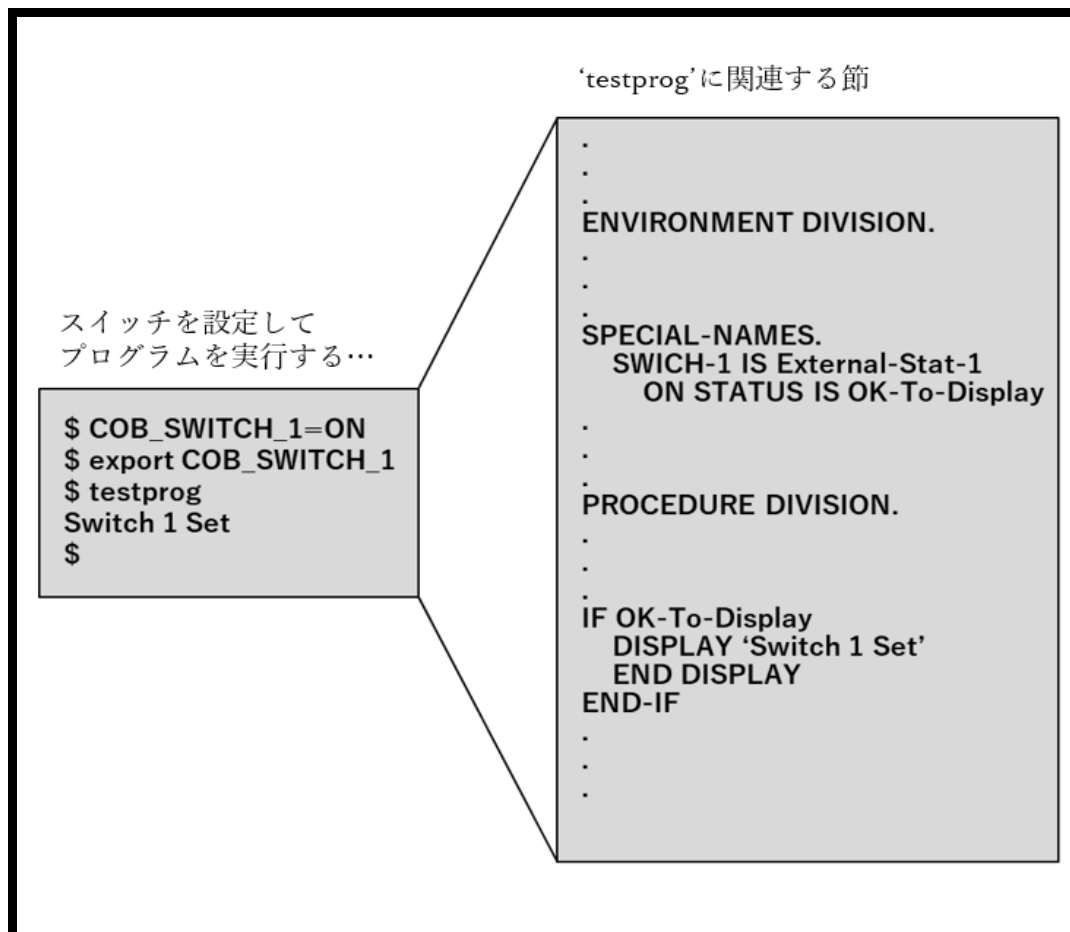 ‘testprog’に関連する節
スイッチを設定して
プログラムを実行する…
$ COB_SWITCH_1=ON
$ export COB_SWITCH_1
$ testprog
Switch 1 Set
$
.
.
.
ENVIRONMENT DIVISION.
.
.
.
SPECIAL-NAMES.
SWICH-1 IS External-Stat-1
ON STATUS IS OK-To-Display
.
.
.
PROCEDURE DIVISION.
.
.
.
IF OK-To-Display
DISPLAY ‘Switch 1 Set’
END DISPLAY
END-IF
.
.
.